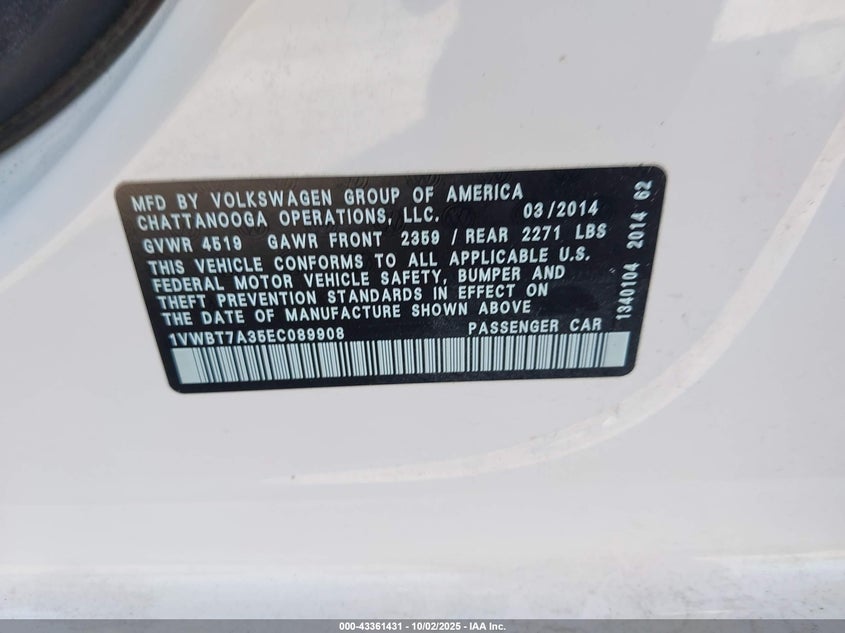 MFD BY VOLKSWAGEN GROUP OF AMERICA
CHATTANOOGA OPERATIONS, LLC. 03/2014
GVWR 4519 GAWR FRONT 2359 / REAR 2271 LBS
THIS VEHICLE CONFORMS TO ALL APPLICABLE U.S.
FEDERAL MOTOR VEHICLE SAFETY, BUMPER AND
THEFT PREVENTION STANDARDS IN EFFECT ON
THE DATE OF MANUFACTURE SHOWN ABOVE
1VWBT7A35EC089908 PASSENGER CAR
1340104 2014 62
000-43361431 - 10/02/2025 - IAA Inc.